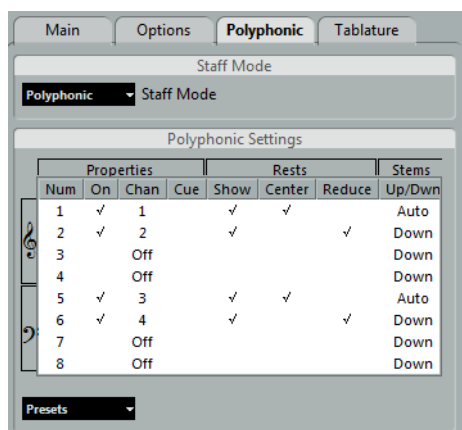 Main Options Polyphonic Tablature
Staff Mode
Polyphonic Staff Mode
Polyphonic Settings
Properties Rests Stems
Num On Chan Cue Show Center Reduce Up/Dwn
1 √ 1 √ √ Auto
2 √ 2 √ √ Down
3 Off Down
4 Off Down
5 √ 3 √ √ Auto
6 √ 4 √ √ Down
7 Off Down
8 Off Down
Presets